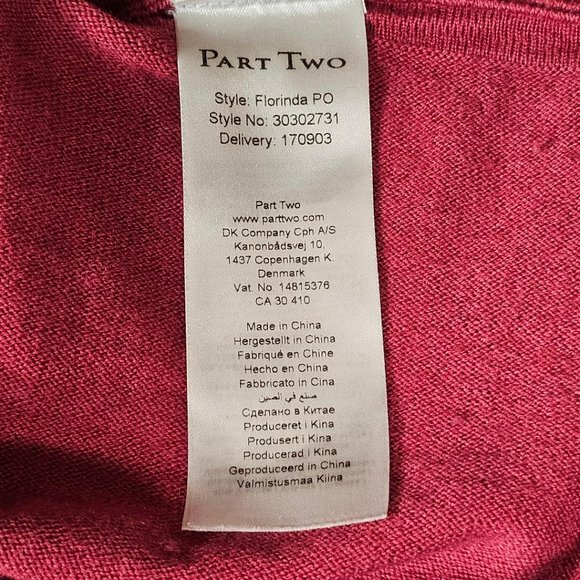 PART TWO
Style: Florinda PO
Style No: 30302731
Delivery: 170903
Part Two
www.parttwo.com
DK Company Cph A/S
Kanonbådsvej 10,
1437 Copenhagen K.
Denmark
Vat. No. 14815376
CA 30 410
Made in China
Hergestellt in China
Fabriqué en Chine
Hecho en China
Fabbricato in Cina
صنع في الصين
Сделано в Китае
Produceret i Kina
Produsert i Kina
Producerad i Kina
Geproduceerd in China
Valmistusmaa Kiina